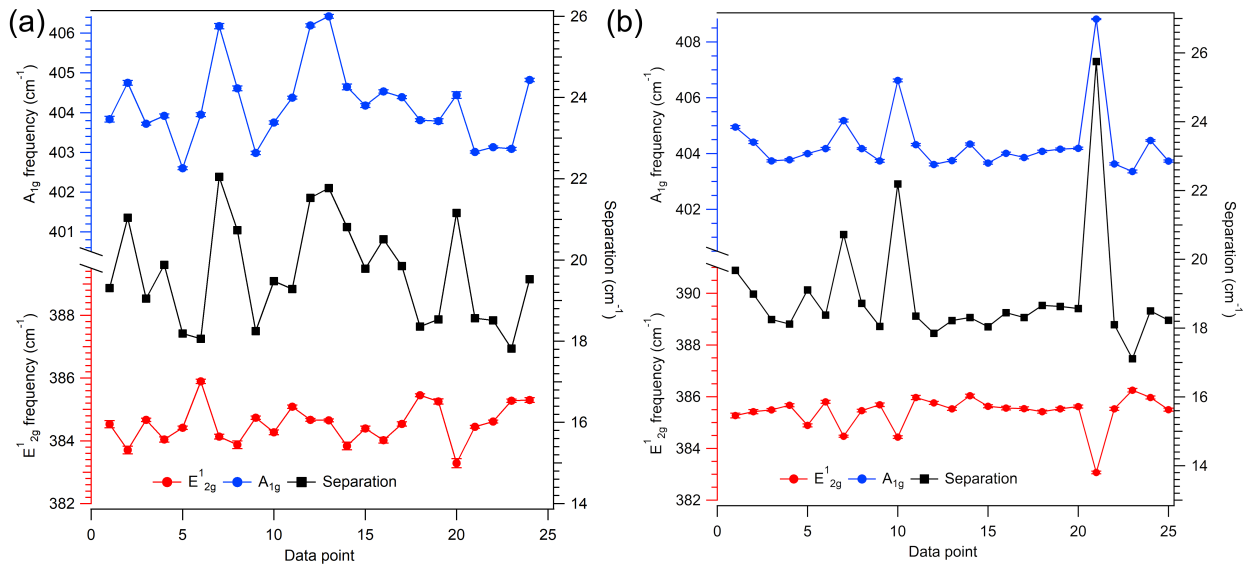 (a)
406
405
404
403
402
401
388
386
384
382
A1g frequency (cm-1)
E12g frequency (cm-1)
26
24
22
20
18
16
14
Separation (cm-1)
E12g A1g Separation
0 5 10 15 20 25
Data point
(b)
408
406
404
402
390
388
386
384
382
A1g frequency (cm-1)
E12g frequency (cm-1)
26
24
22
20
18
16
14
Separation (cm-1)
E12g A1g Separation
0 5 10 15 20 25
Data point